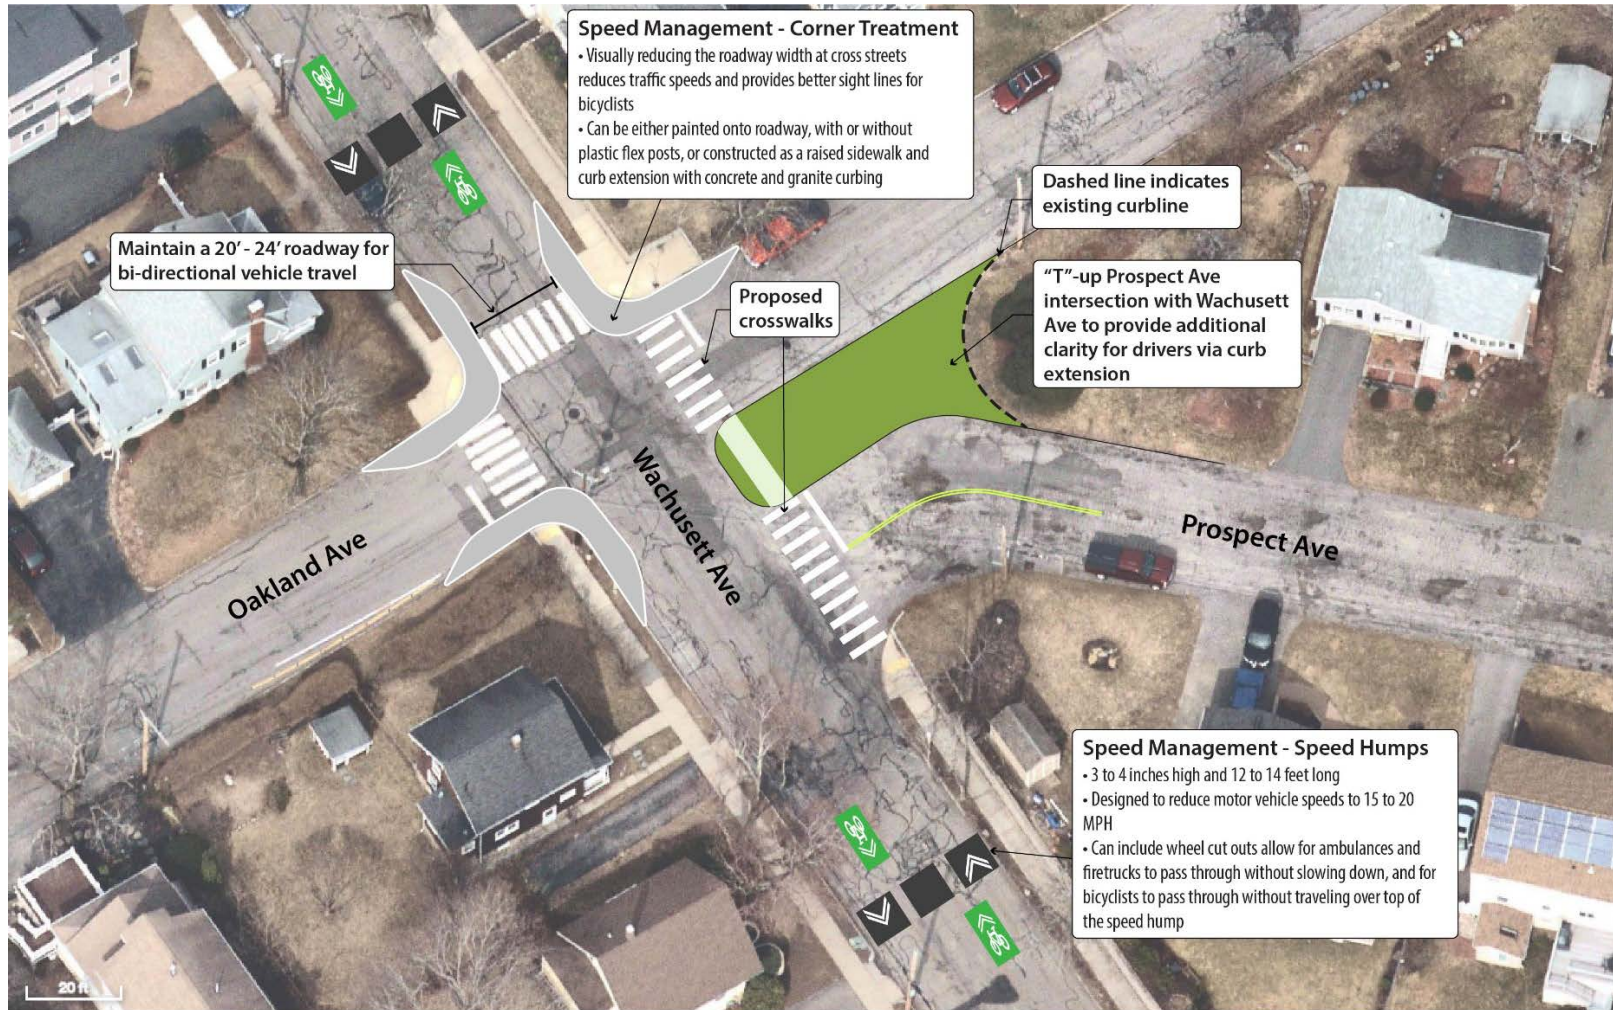 Speed Management - Corner Treatment
• Visually reducing the roadway width at cross streets
reduces traffic speeds and provides better sight lines for
bicyclists
• Can be either painted onto roadway, with or without
plastic flex posts, or constructed as a raised sidewalk and
curb extension with concrete and granite curbing
Dashed line indicates
existing curbline
Maintain a 20’ - 24’ roadway for
bi-directional vehicle travel
Proposed
crosswalks
“T”-up Prospect Ave
intersection with Wachusett
Ave to provide additional
clarity for drivers via curb
extension
Wachusett Ave
Prospect Ave
Oakland Ave
Speed Management - Speed Humps
• 3 to 4 inches high and 12 to 14 feet long
• Designed to reduce motor vehicle speeds to 15 to 20
MPH
• Can include wheel cut outs allow for ambulances and
firetrucks to pass through without slowing down, and for
bicyclists to pass through without traveling over top of
the speed hump
20 ft